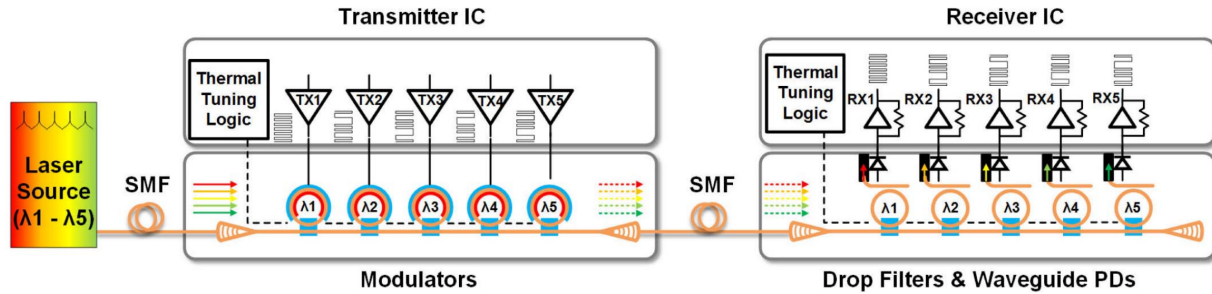 Transmitter IC
Receiver IC
Thermal
Tuning
Logic
TX1 TX2 TX3 TX4 TX5
Thermal
Tuning
Logic
RX1 RX2 RX3 RX4 RX5
Laser
Source
(λ1 - λ5)
SMF
λ1 λ2 λ3 λ4 λ5
SMF
λ1 λ2 λ3 λ4 λ5
Modulators
Drop Filters & Waveguide PDs